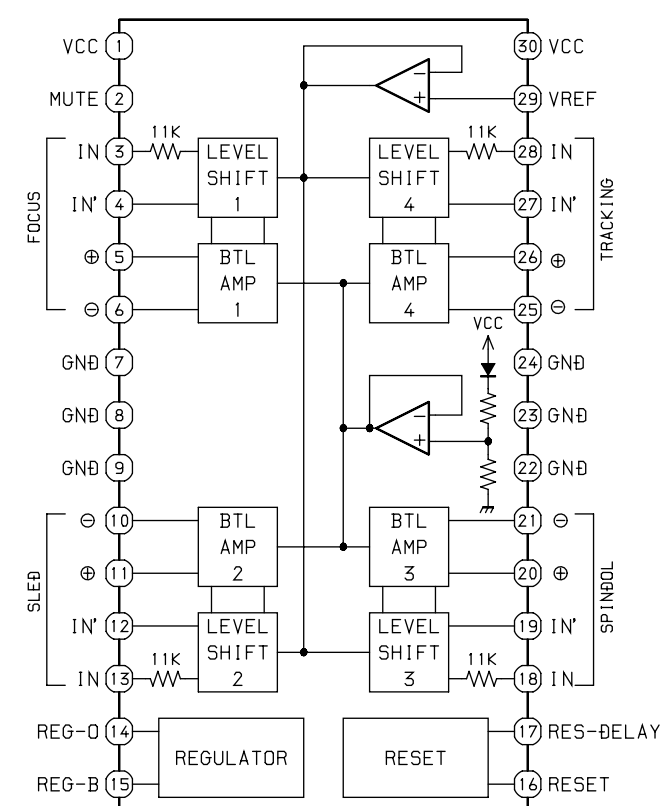 VCC 1 30 VCC
MUTE 2 - + 29 VREF
11K 11K
FOCUS IN 3 LEVEL SHIFT 1 LEVEL SHIFT 4 28 IN TRACKING
IN' 4 27 IN'
⊕ 5 BTL AMP 1 BTL AMP 4 26 ⊕
⊖ 6 25 ⊖
VCC
GND 7 24 GND
GND 8 - + 23 GND
GND 9 22 GND
SLED ⊖ 10 BTL AMP 2 BTL AMP 3 21 ⊖ SPINDOL
⊕ 11 20 ⊕
IN' 12 LEVEL SHIFT 2 LEVEL SHIFT 3 19 IN'
11K 11K
IN 13 18 IN
REG-O 14 REGULATOR RESET 17 RES-DELAY
REG-B 15 16 RESET